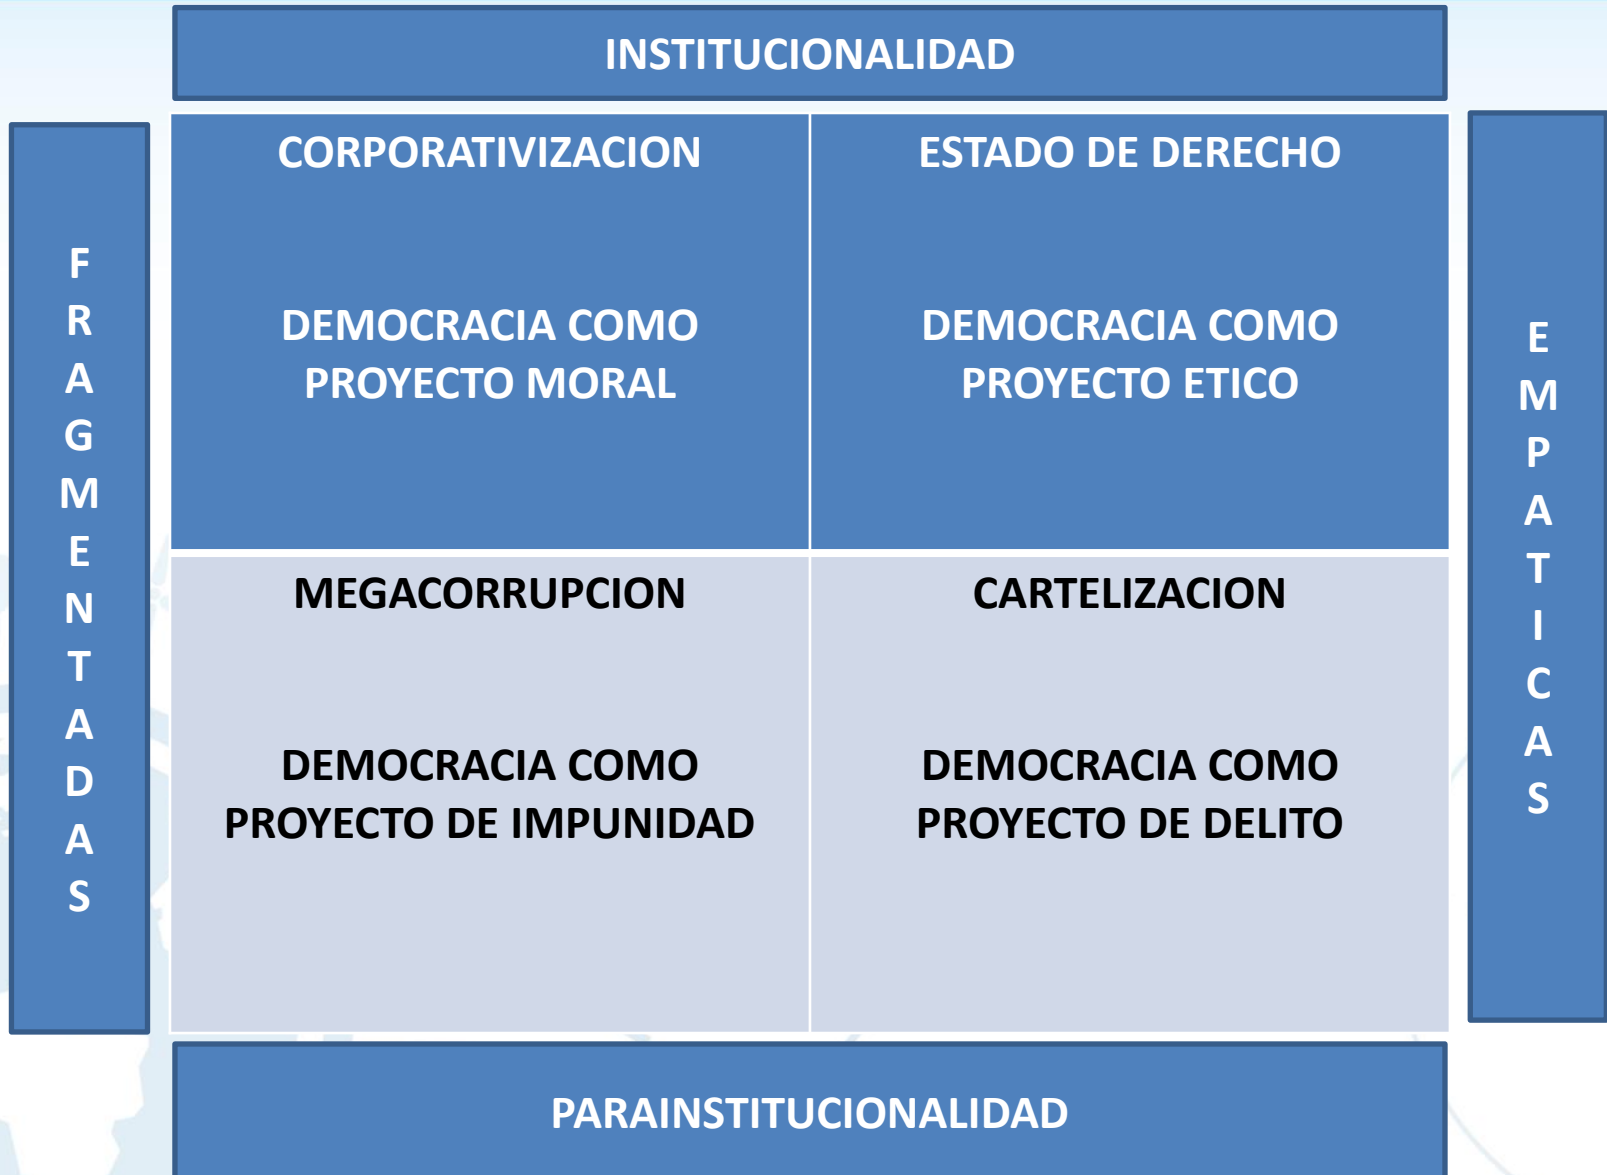 INSTITUCIONALIDAD
FRAGMENTADAS
CORPORATIVIZACION
DEMOCRACIA COMO
PROYECTO MORAL
ESTADO DE DERECHO
DEMOCRACIA COMO
PROYECTO ETICO
MEGACORRUPCION
DEMOCRACIA COMO
PROYECTO DE IMPUNIDAD
CARTELIZACION
DEMOCRACIA COMO
PROYECTO DE DELITO
EMPATICAS
PARAINSTITUCIONALIDAD